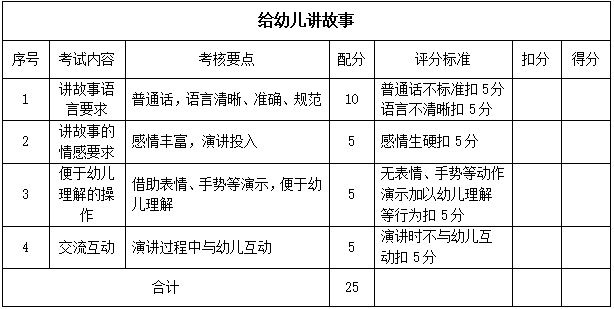 给幼儿讲故事
序号 考试内容 考核要点 配分 评分标准 扣分 得分
1 讲故事语言要求 普通话，语言清晰、准确、规范 10 普通话不标准扣5分
语言不清晰扣5分
2 讲故事的情感要求 感情丰富，演讲投入 5 感情生硬扣5分
3 便于幼儿理解的操作 借助表情、手势等演示，便于幼儿理解 5 无表情、手势等动作演示加以幼儿理解等行为扣5分
4 交流互动 演讲过程中与幼儿互动 5 演讲时不与幼儿互动扣5分
合计 25